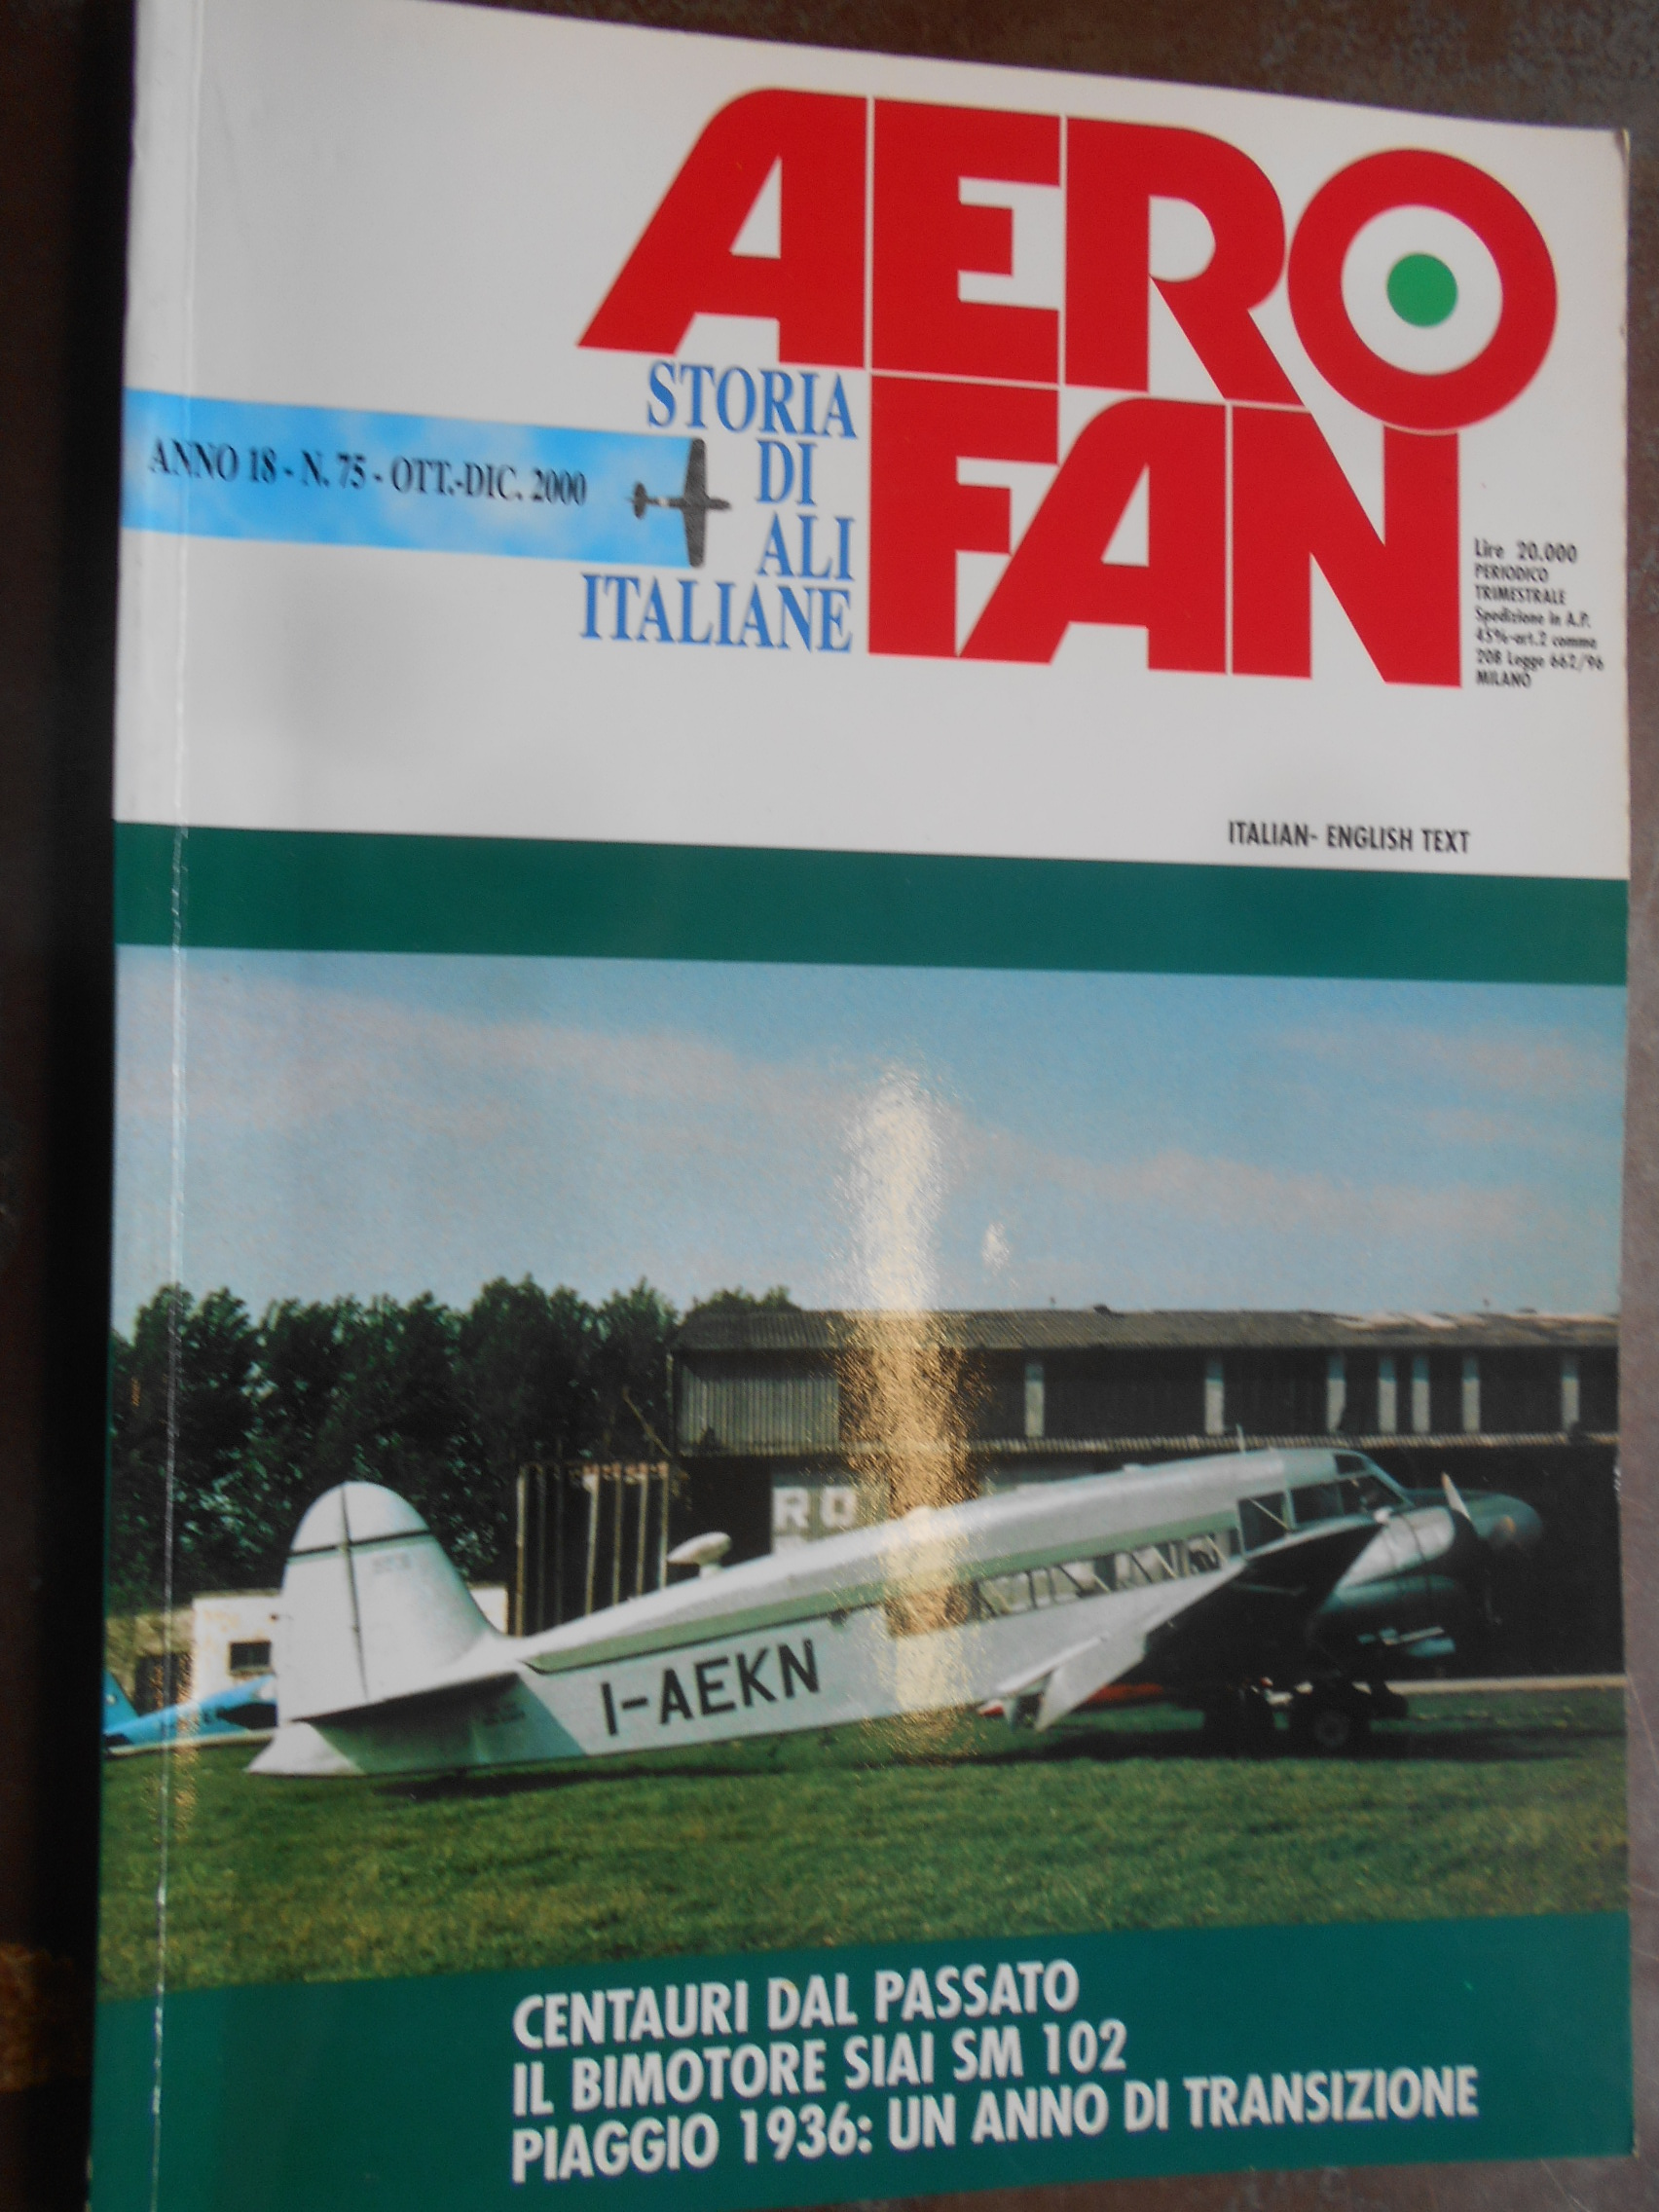 AERO
FAN
STORIA
DI
ALI
ITALIANE
ANNO 18 - N. 75 - OTT.-DIC. 2000
Lire 20.000
PERIODICO
TRIMESTRALE
Spedizione in A.P.
45%-art.2 comma
20B Legge 662/96
MILANO
ITALIAN- ENGLISH TEXT
RO
I-AEKN
CENTAURI DAL PASSATO
IL BIMOTORE SIAI SM 102
PIAGGIO 1936: UN ANNO DI TRANSIZIONE